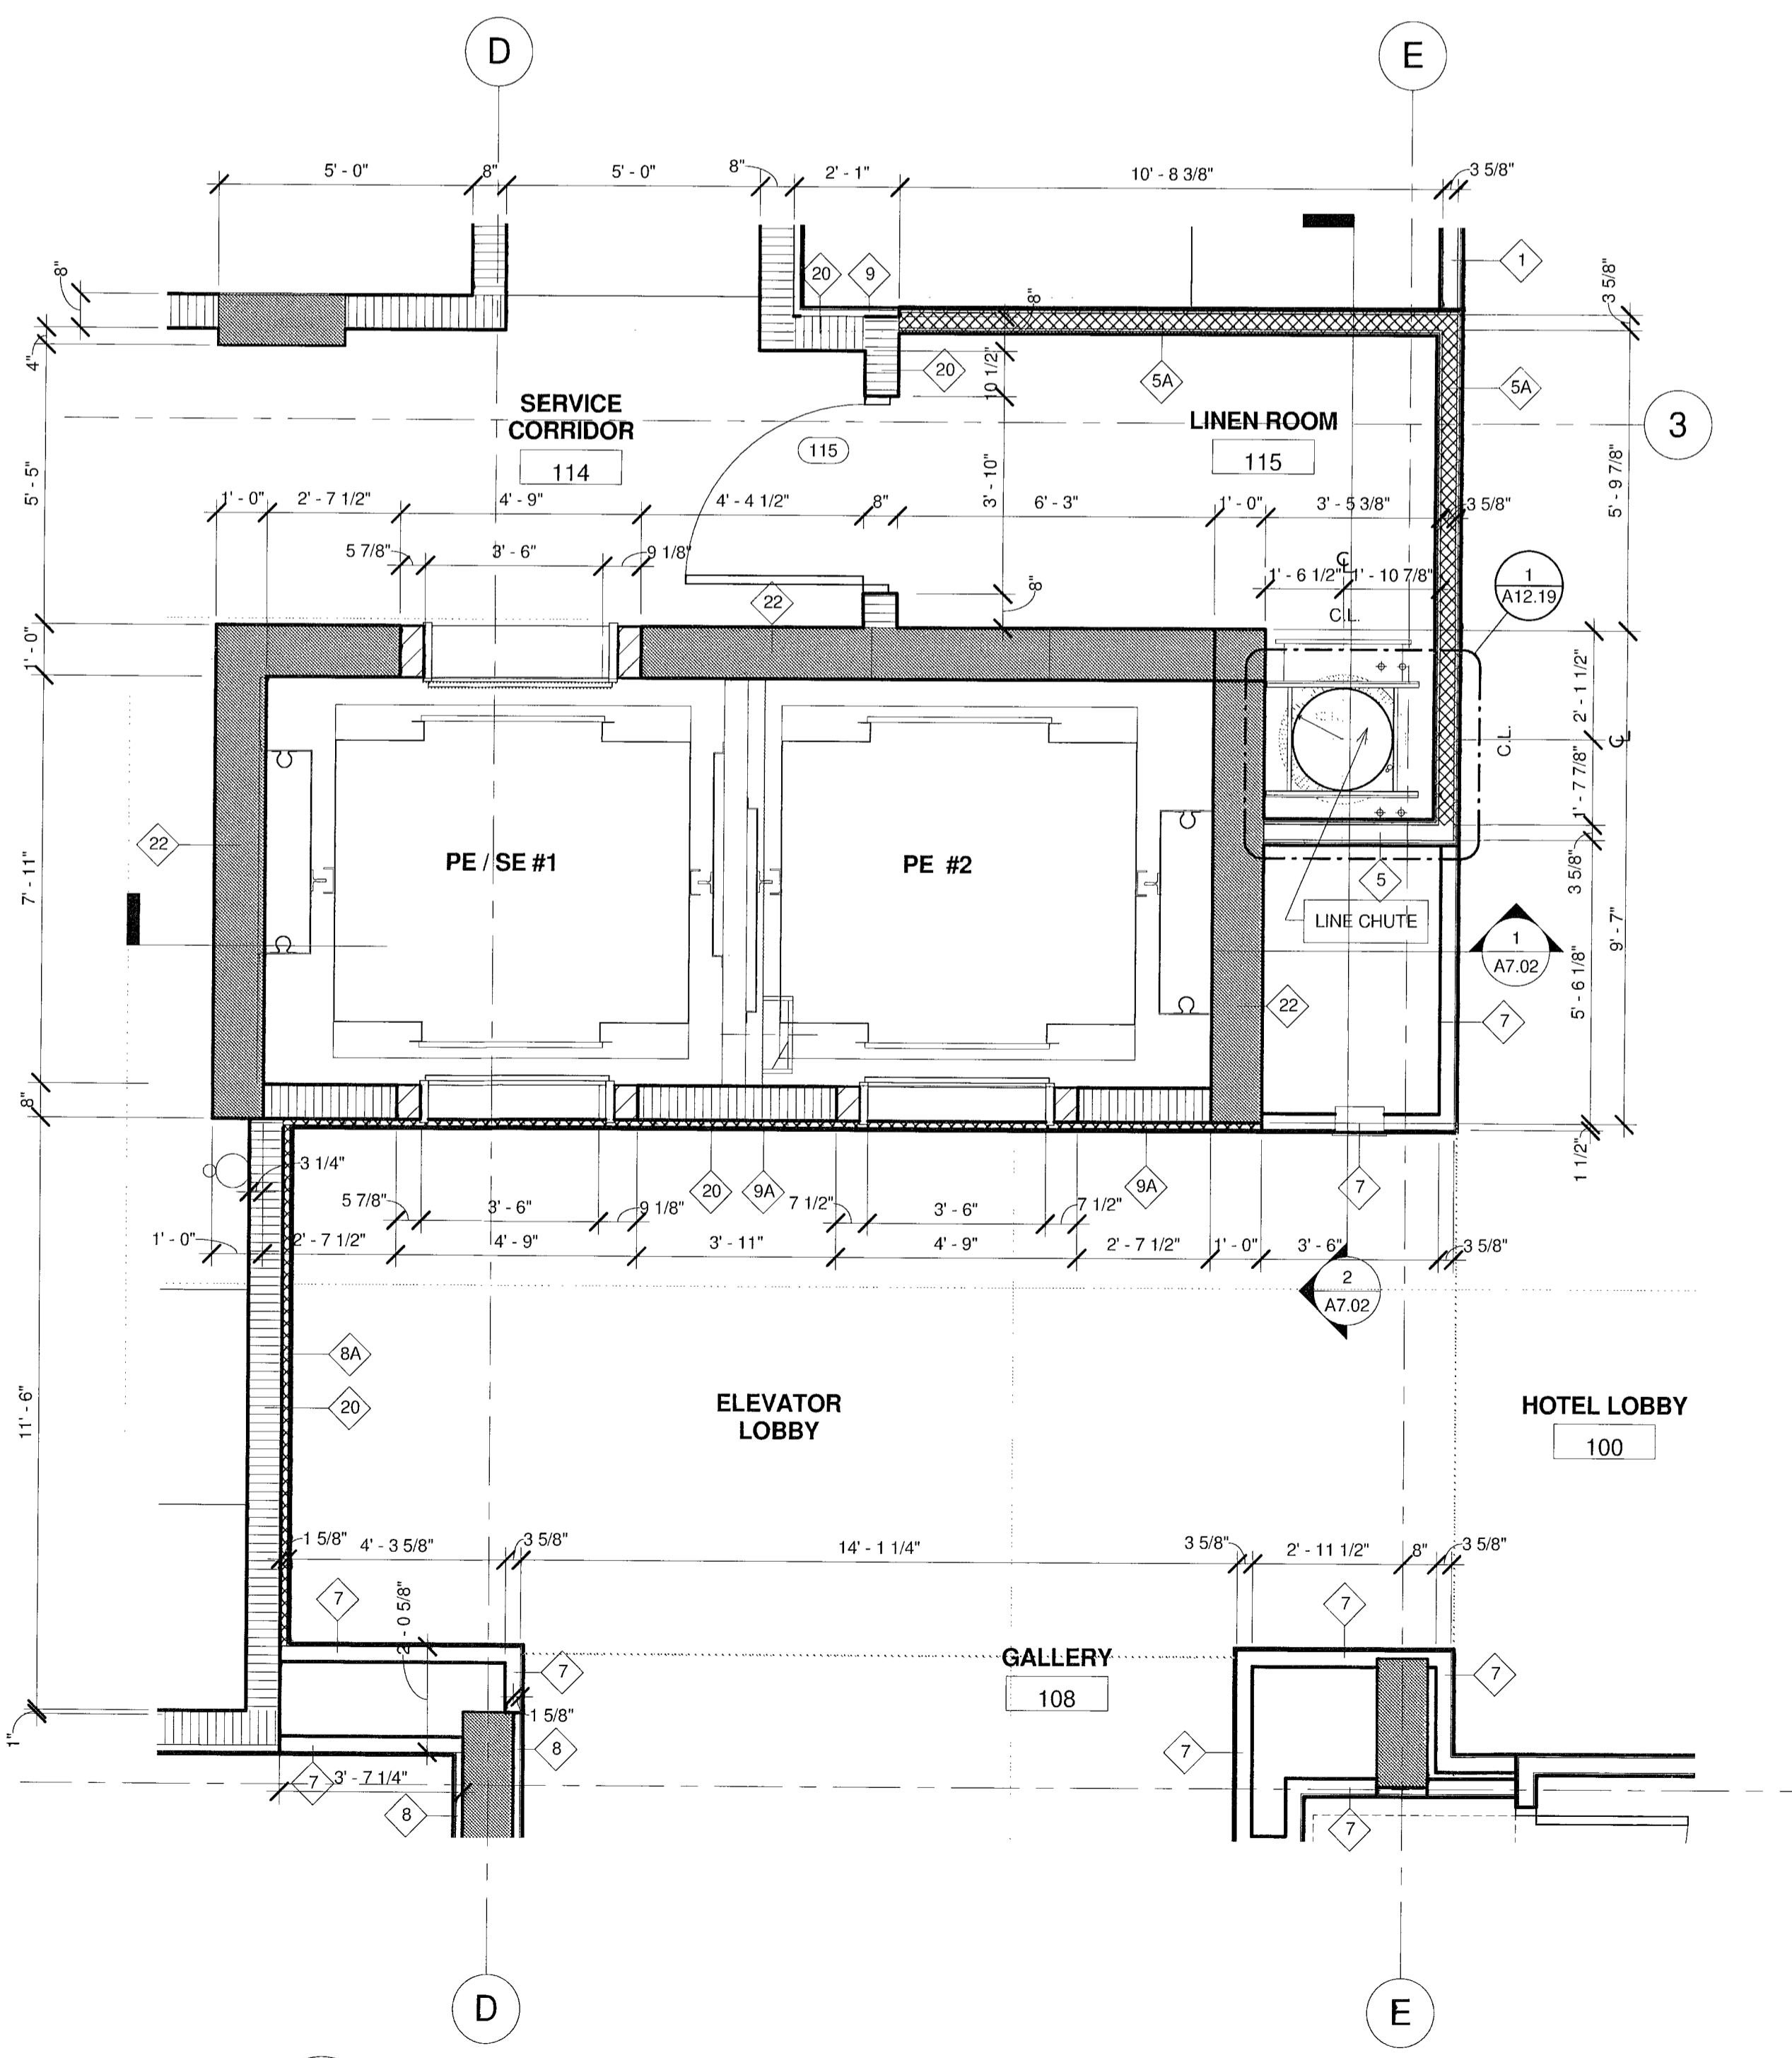 D
E
5' - 0"
8"
5' - 0"
8"
2' - 1"
10' - 8 3/8"
3 5/8"
8"
20
9
8"
1
3 5/8"
4"
20
10 1/2"
5A
5A
SERVICE
CORRIDOR
114
115
LINEN ROOM
115
3
5' - 5"
3' - 10"
5' - 9 7/8"
1' - 0"
2' - 7 1/2"
4' - 9"
4' - 4 1/2"
8"
6' - 3"
1' - 0"
3' - 5 3/8"
3 5/8"
5 7/8"
3' - 6"
9 1/8"
8"
1' - 6 1/2"
1' - 10 7/8"
1
A12.19
22
C.L.
1' - 0"
2' - 1 1/2"
C.L.
1' - 7 7/8"
22
PE / SE #1
PE #2
5
3 5/8"
7' - 11"
LINE CHUTE
9' - 7"
1
A7.02
5' - 6 1/8"
22
7
8"
1 1/2"
3 1/4"
20
9A
9A
7
5 7/8"
3' - 6"
9 1/8"
7 1/2"
3' - 6"
7 1/2"
1' - 0"
2' - 7 1/2"
4' - 9"
3' - 11"
4' - 9"
2' - 7 1/2"
1' - 0"
3' - 6"
3 5/8"
2
A7.02
8A
20
11' - 6"
ELEVATOR
LOBBY
HOTEL LOBBY
100
1 5/8"
4' - 3 5/8"
3 5/8"
14' - 1 1/4"
3 5/8"
2' - 11 1/2"
8"
3 5/8"
7
2' - 0 5/8"
7
GALLERY
108
7
7
1 5/8"
8
7
1"
7
3' - 7 1/4"
8
7
D
E